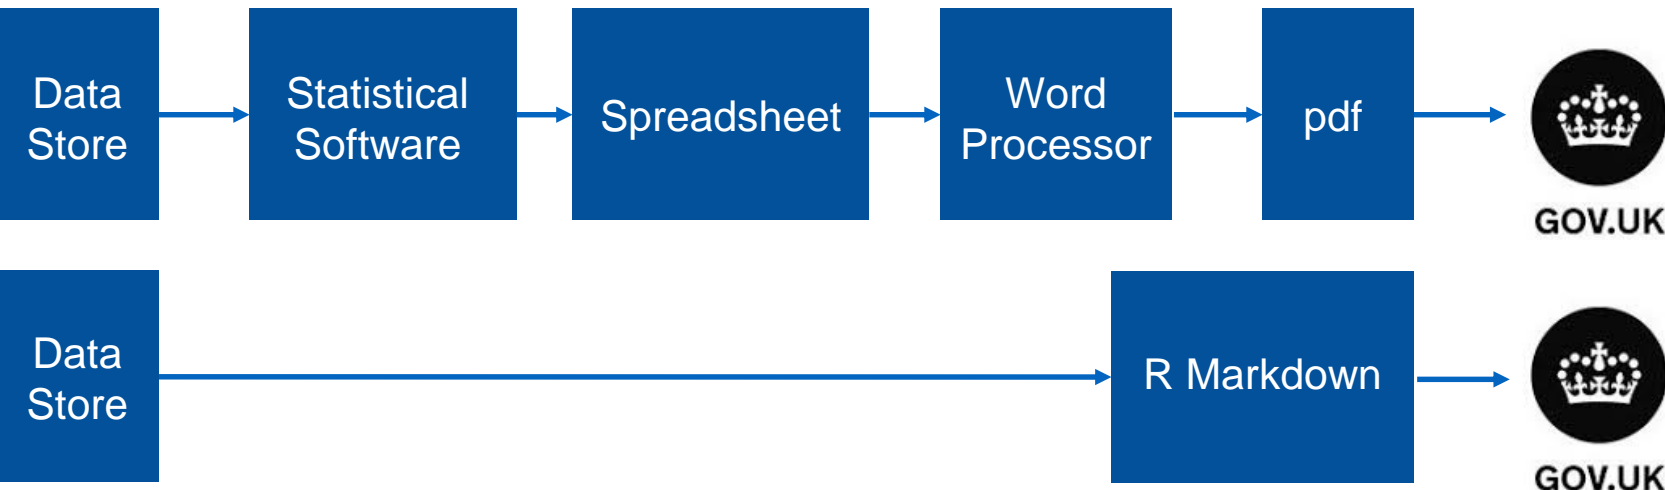 Data
Store
Statistical
Software
Spreadsheet
Word
Processor
pdf
GOV.UK
Data
Store
R Markdown
GOV.UK